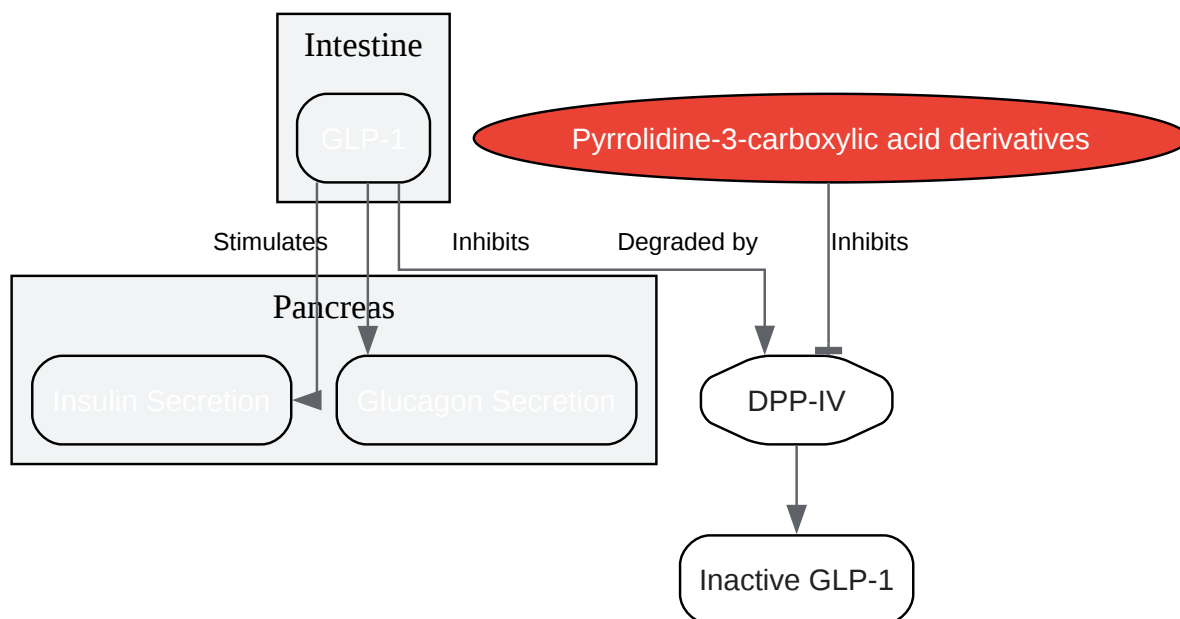 Intestine
GLP-1
Pyrrolidine-3-carboxylic acid derivatives
Stimulates
Inhibits
Degraded by
Inhibits
Pancreas
Insulin Secretion
Glucagon Secretion
DPP-IV
Inactive GLP-1